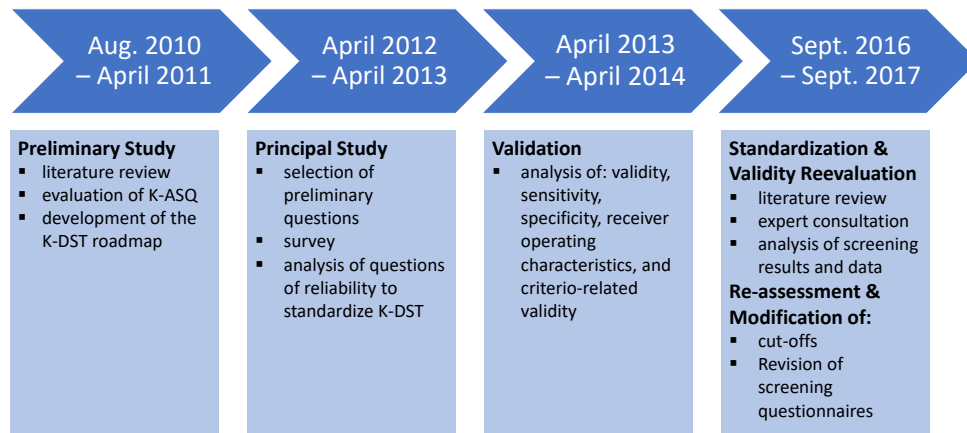 Aug. 2010
– April 2011
April 2012
– April 2013
April 2013
– April 2014
Sept. 2016
– Sept. 2017
Preliminary Study
▪ literature review
▪ evaluation of K-ASQ
▪ development of the
K-DST roadmap
Principal Study
▪ selection of
preliminary
questions
▪ survey
▪ analysis of questions
of reliability to
standardize K-DST
Validation
▪ analysis of: validity,
sensitivity,
specificity, receiver
operating
characteristics, and
criterio-related
validity
Standardization &
Validity Reevaluation
▪ literature review
▪ expert consultation
▪ analysis of screening
results and data
Re-assessment &
Modification of:
▪ cut-offs
▪ Revision of
screening
questionnaires